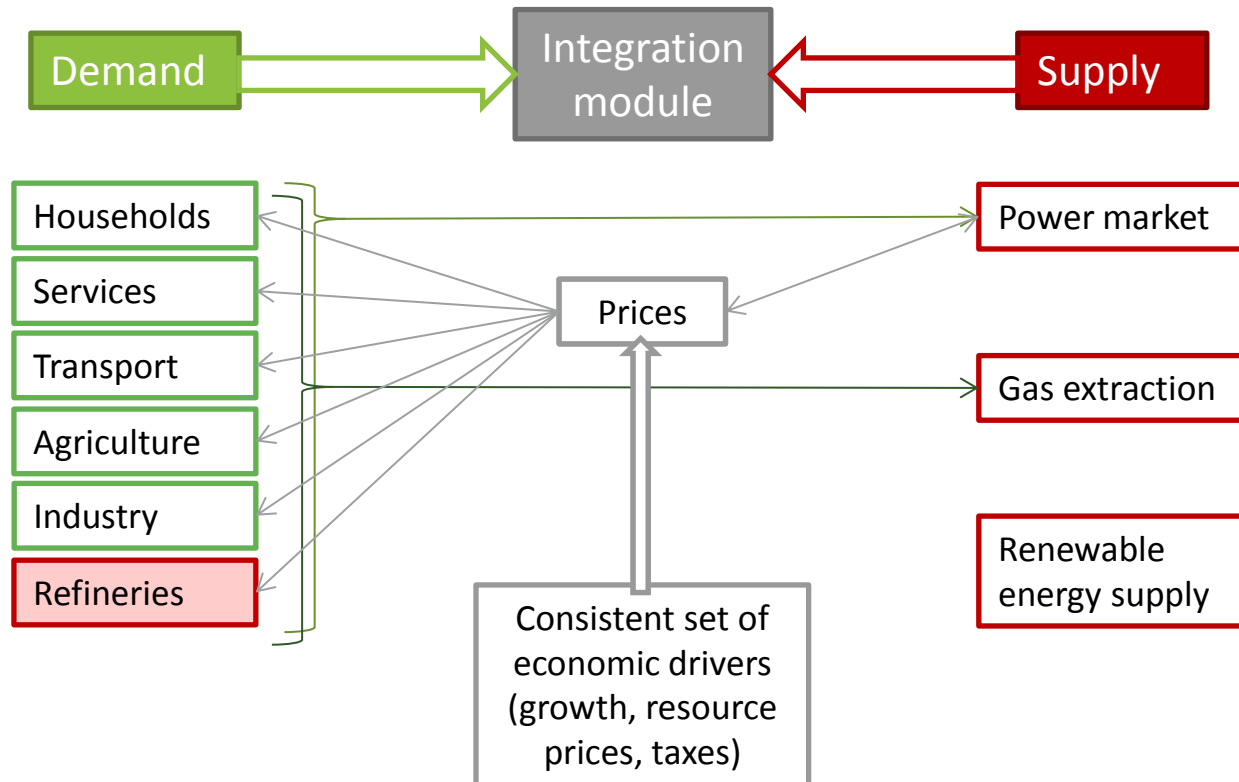 Demand
Integration
module
Supply
Households
Services
Transport
Agriculture
Industry
Refineries
Prices
Consistent set of
economic drivers
(growth, resource
prices, taxes)
Power market
Gas extraction
Renewable
energy supply